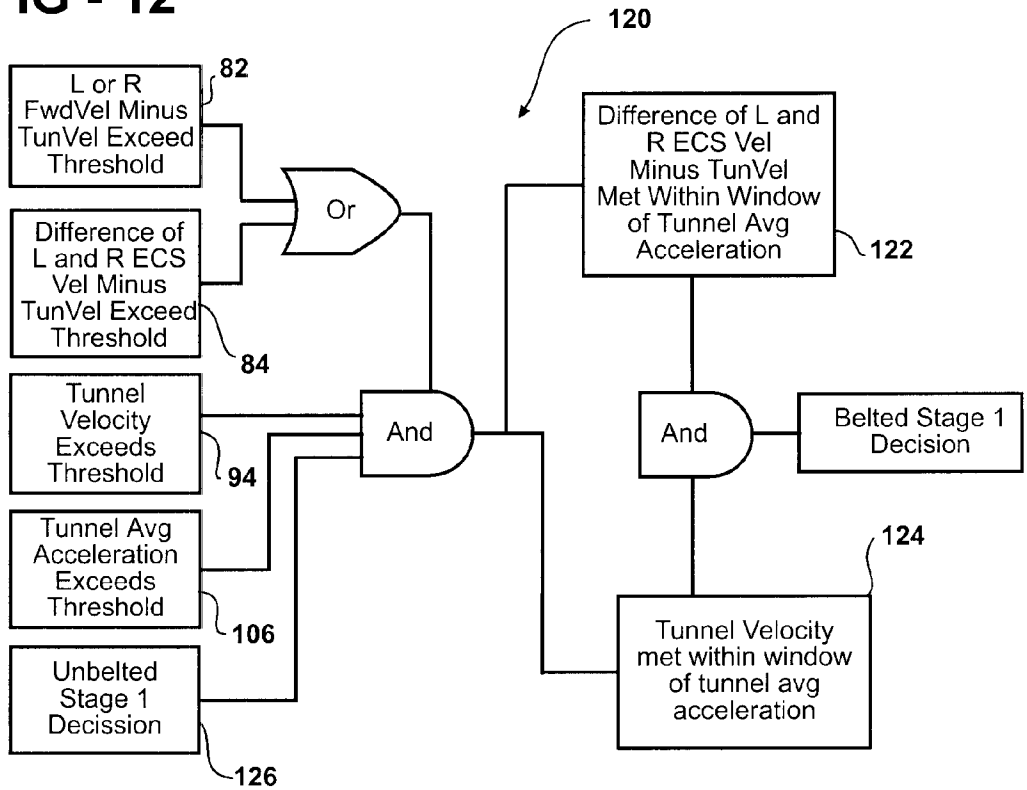 IG - 12
120
82
L or R
FwdVel Minus
TunVel Exceed
Threshold
Difference of
L and R ECS
Vel Minus
TunVel Exceed
Threshold
84
Or
Tunnel
Velocity
Exceeds
Threshold
94
And
Tunnel Avg
Acceleration
Exceeds
Threshold
106
Unbelted
Stage 1
Decission
126
Difference of L and
R ECS Vel
Minus TunVel
Met Within Window
of Tunnel Avg
Acceleration
122
And
Belted Stage 1
Decision
124
Tunnel Velocity
met within window
of tunnel avg
acceleration